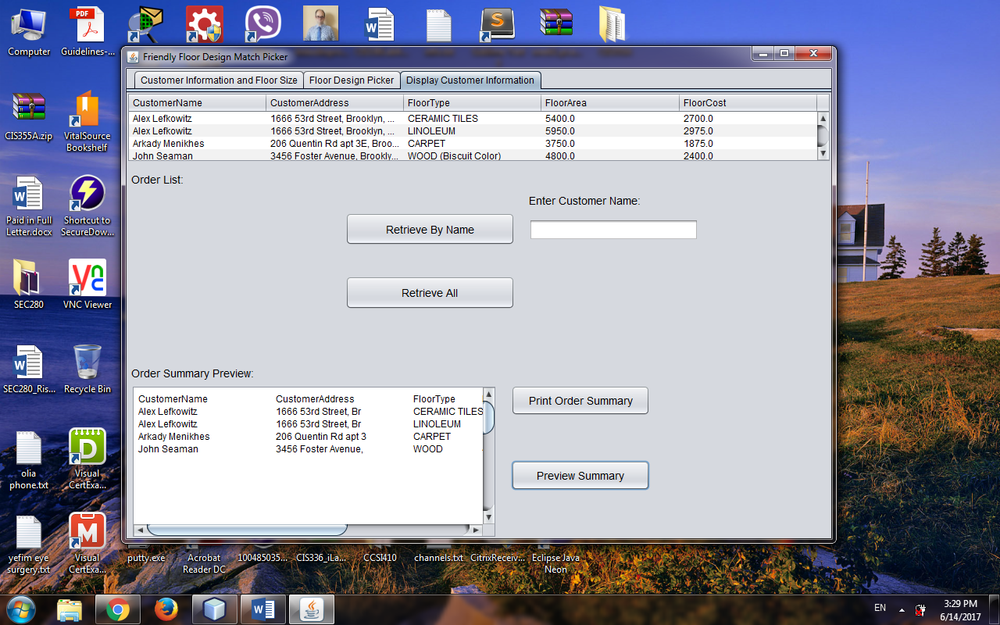 Computer
Guidelines-...
PDF
W
S
Friendly Floor Design Match Picker
Customer Information and Floor Size
Floor Design Picker
Display Customer Information
CustomerName CustomerAddress FloorType FloorArea FloorCost
Alex Lefkowitz 1666 53rd Street, Brooklyn, ... CERAMIC TILES 5400.0 2700.0
Alex Lefkowitz 1666 53rd Street, Brooklyn, ... LINOLEUM 5950.0 2975.0
Arkady Menikhes 206 Quentin Rd apt 3E, Broo... CARPET 3750.0 1875.0
John Seaman 3456 Foster Avenue, Brookly... WOOD (Biscuit Color) 4800.0 2400.0
Order List:
Enter Customer Name:
Retrieve By Name
Retrieve All
Order Summary Preview:
CustomerName CustomerAddress FloorType
Alex Lefkowitz 1666 53rd Street, Br CERAMIC TILES
Alex Lefkowitz 1666 53rd Street, Br LINOLEUM
Arkady Menikhes 206 Quentin Rd apt 3 CARPET
John Seaman 3456 Foster Avenue, WOOD
Print Order Summary
Preview Summary
CIS355A.zip
VitalSource
Bookshelf
W
Paid in Full
Letter.docx
Shortcut to
SecureDow...
SEC280
VNC
VNC Viewer
W
SEC280_Ris...
Recycle Bin
olia
phone.txt
D
Visual
CertExa...
yefim eye
surgery.txt
M
Visual
CertExa...
putty.exe
Acrobat
Reader DC
100485035...
CIS336_iLa...
CCSI410
channels.txt
CitrixReceiv...
Eclipse Java
Neon
W
EN
3:29 PM
6/14/2017